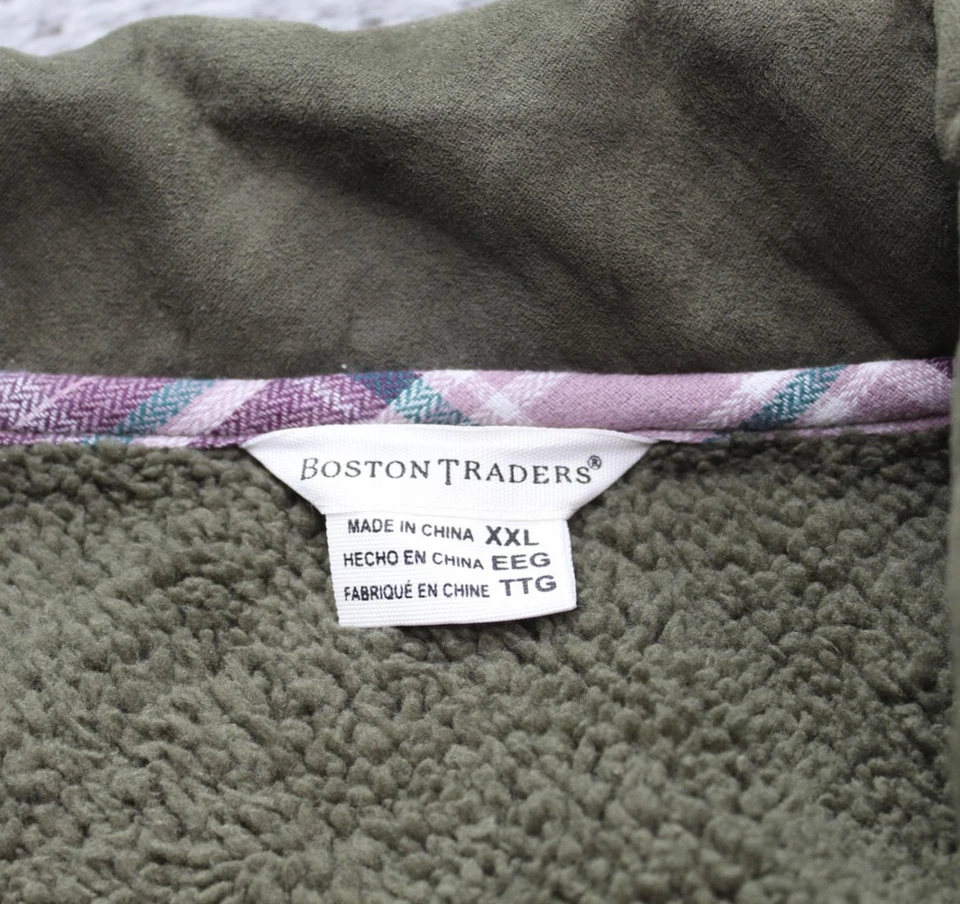 BOSTON TRADERS®
MADE IN CHINA XXL
HECHO EN CHINA EEG
FABRIQUÉ EN CHINE TTG